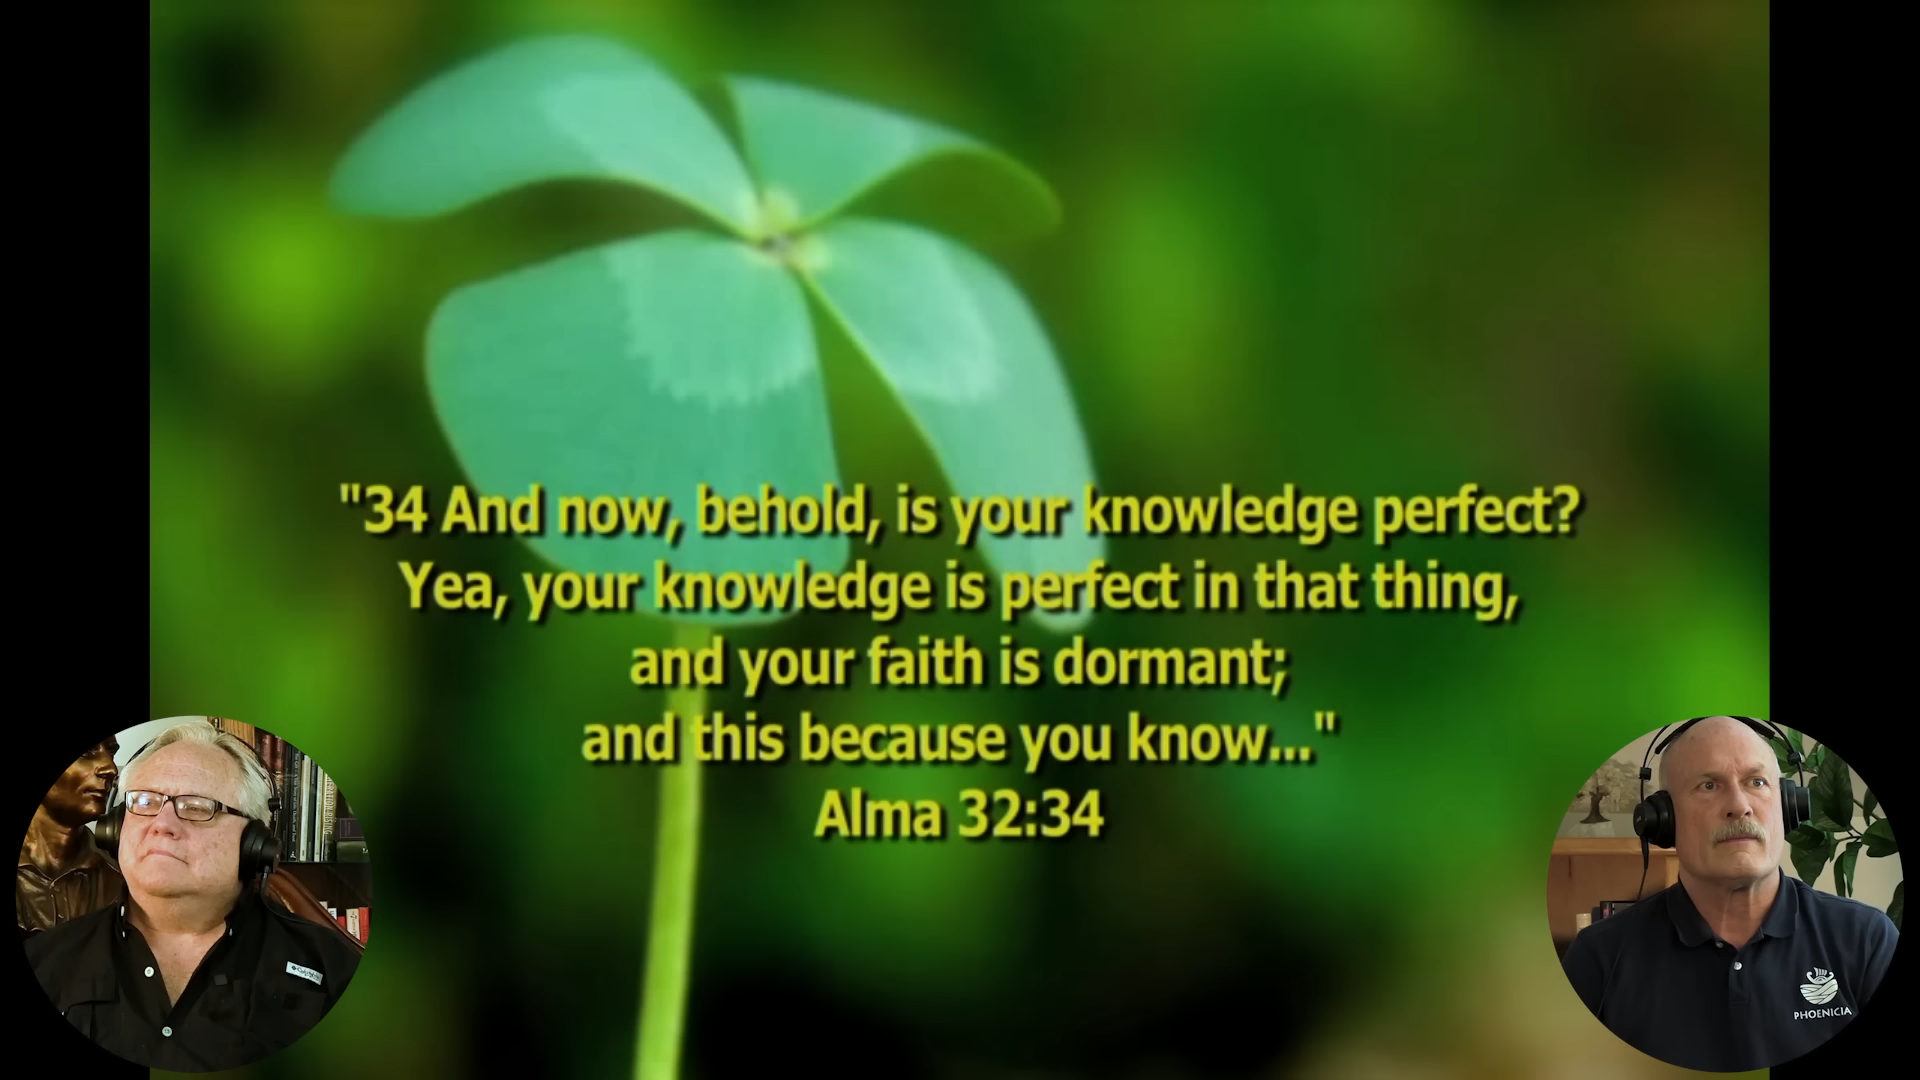 "34 And now, behold, is your knowledge perfect?
Yea, your knowledge is perfect in that thing,
and your faith is dormant;
and this because you know..."
Alma 32:34
Columbia
PHOENICIA